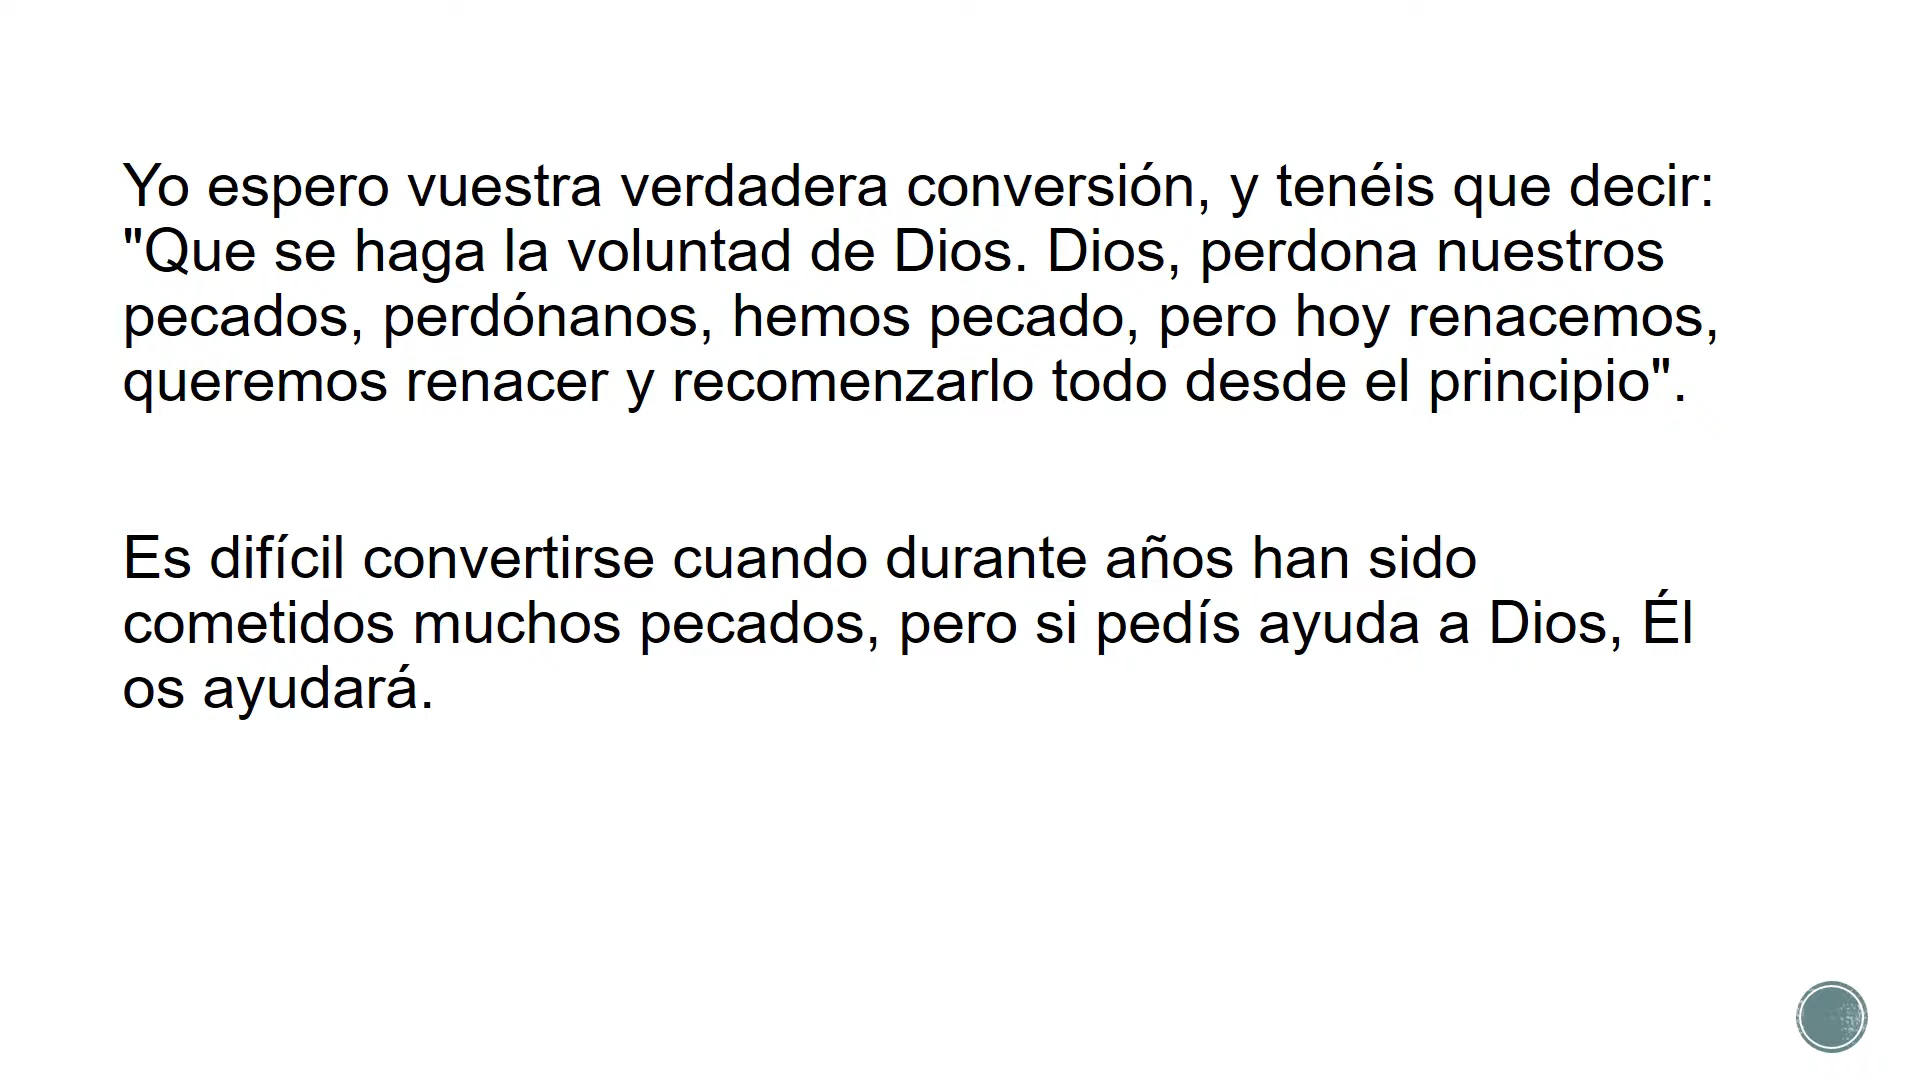 Yo espero vuestra verdadera conversión, y tenéis que decir:
"Que se haga la voluntad de Dios. Dios, perdona nuestros
pecados, perdónanos, hemos pecado, pero hoy renacemos,
queremos renacer y recomenzarlo todo desde el principio".
Es difícil convertirse cuando durante años han sido
cometidos muchos pecados, pero si pedís ayuda a Dios, Él
os ayudará.